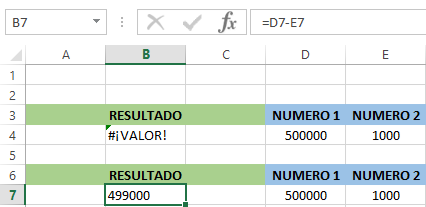 B7 =D7-E7
A B C D E
1
2
3 RESULTADO NUMERO 1 NUMERO 2
4 #¡VALOR! 500000 1000
5
6 RESULTADO NUMERO 1 NUMERO 2
7 499000 500000 1000